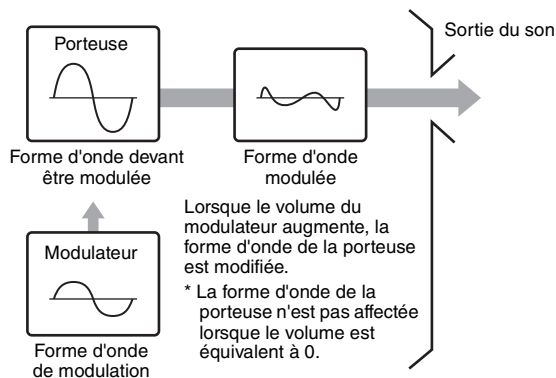 Porteuse
Sortie du son
Forme d'onde devant
être modulée
Forme d'onde
modulée
Modulateur
Forme d'onde
de modulation
Lorsque le volume du
modulateur augmente, la
forme d'onde de la porteuse
est modifiée.
* La forme d'onde de la
porteuse n'est pas affectée
lorsque le volume est
équivalent à 0.